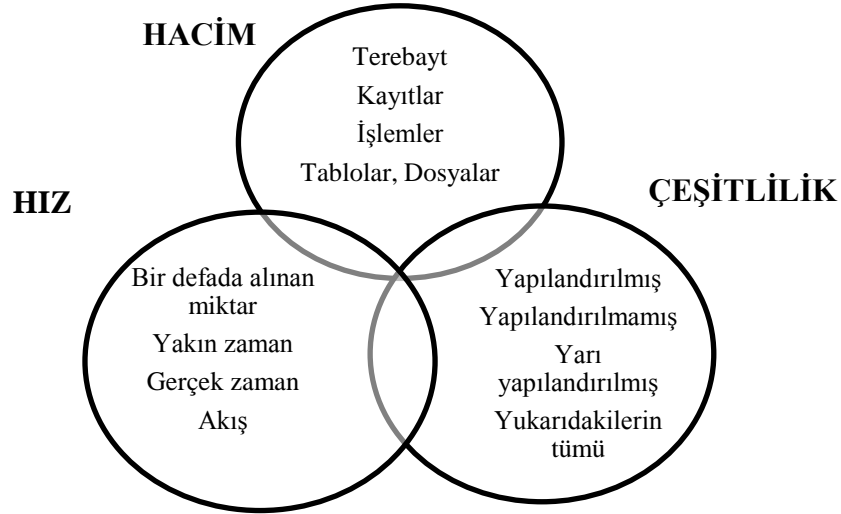 HACİM
Terebayt
Kayıtlar
İşlemler
Tablolar, Dosyalar
HIZ
Bir defada alınan
miktar
Yakın zaman
Gerçek zaman
Akış
ÇEŞİTLİLİK
Yapılandırılmış
Yapılandırılmamış
Yarı
yapılandırılmış
Yukarıdakilerin
tümü